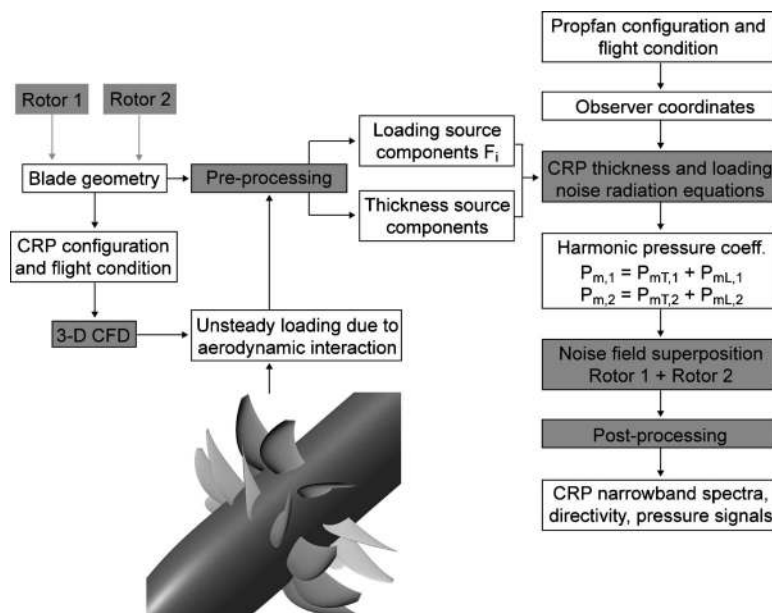 Rotor 1
Rotor 2
Blade geometry
CRP configuration
and flight condition
3-D CFD
Pre-processing
Unsteady loading due to
aerodynamic interaction
Loading source
components Fᵢ
Thickness source
components
Propfan configuration and
flight condition
Observer coordinates
CRP thickness and loading
noise radiation equations
Harmonic pressure coeff.
Pm,1 = PmT,1 + PmL,1
Pm,2 = PmT,2 + PmL,2
Noise field superposition
Rotor 1 + Rotor 2
Post-processing
CRP narrowband spectra,
directivity, pressure signals